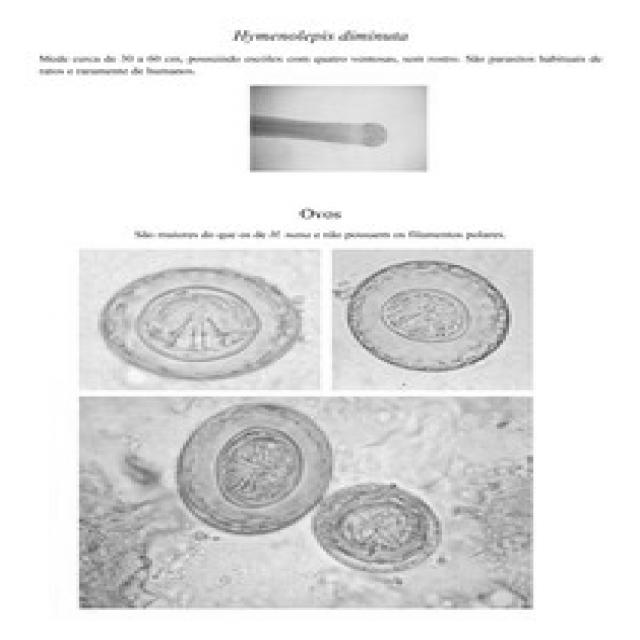 Hymenolepis diminuta
Mede cerca de 30 a 60 cm, possuindo escólex com quatro ventosas, sem rostro. São parasitos habituais de
ratos e raramente de humanos.
Ovos
São maiores do que os de H. nana e não possuem os filamentos polares.